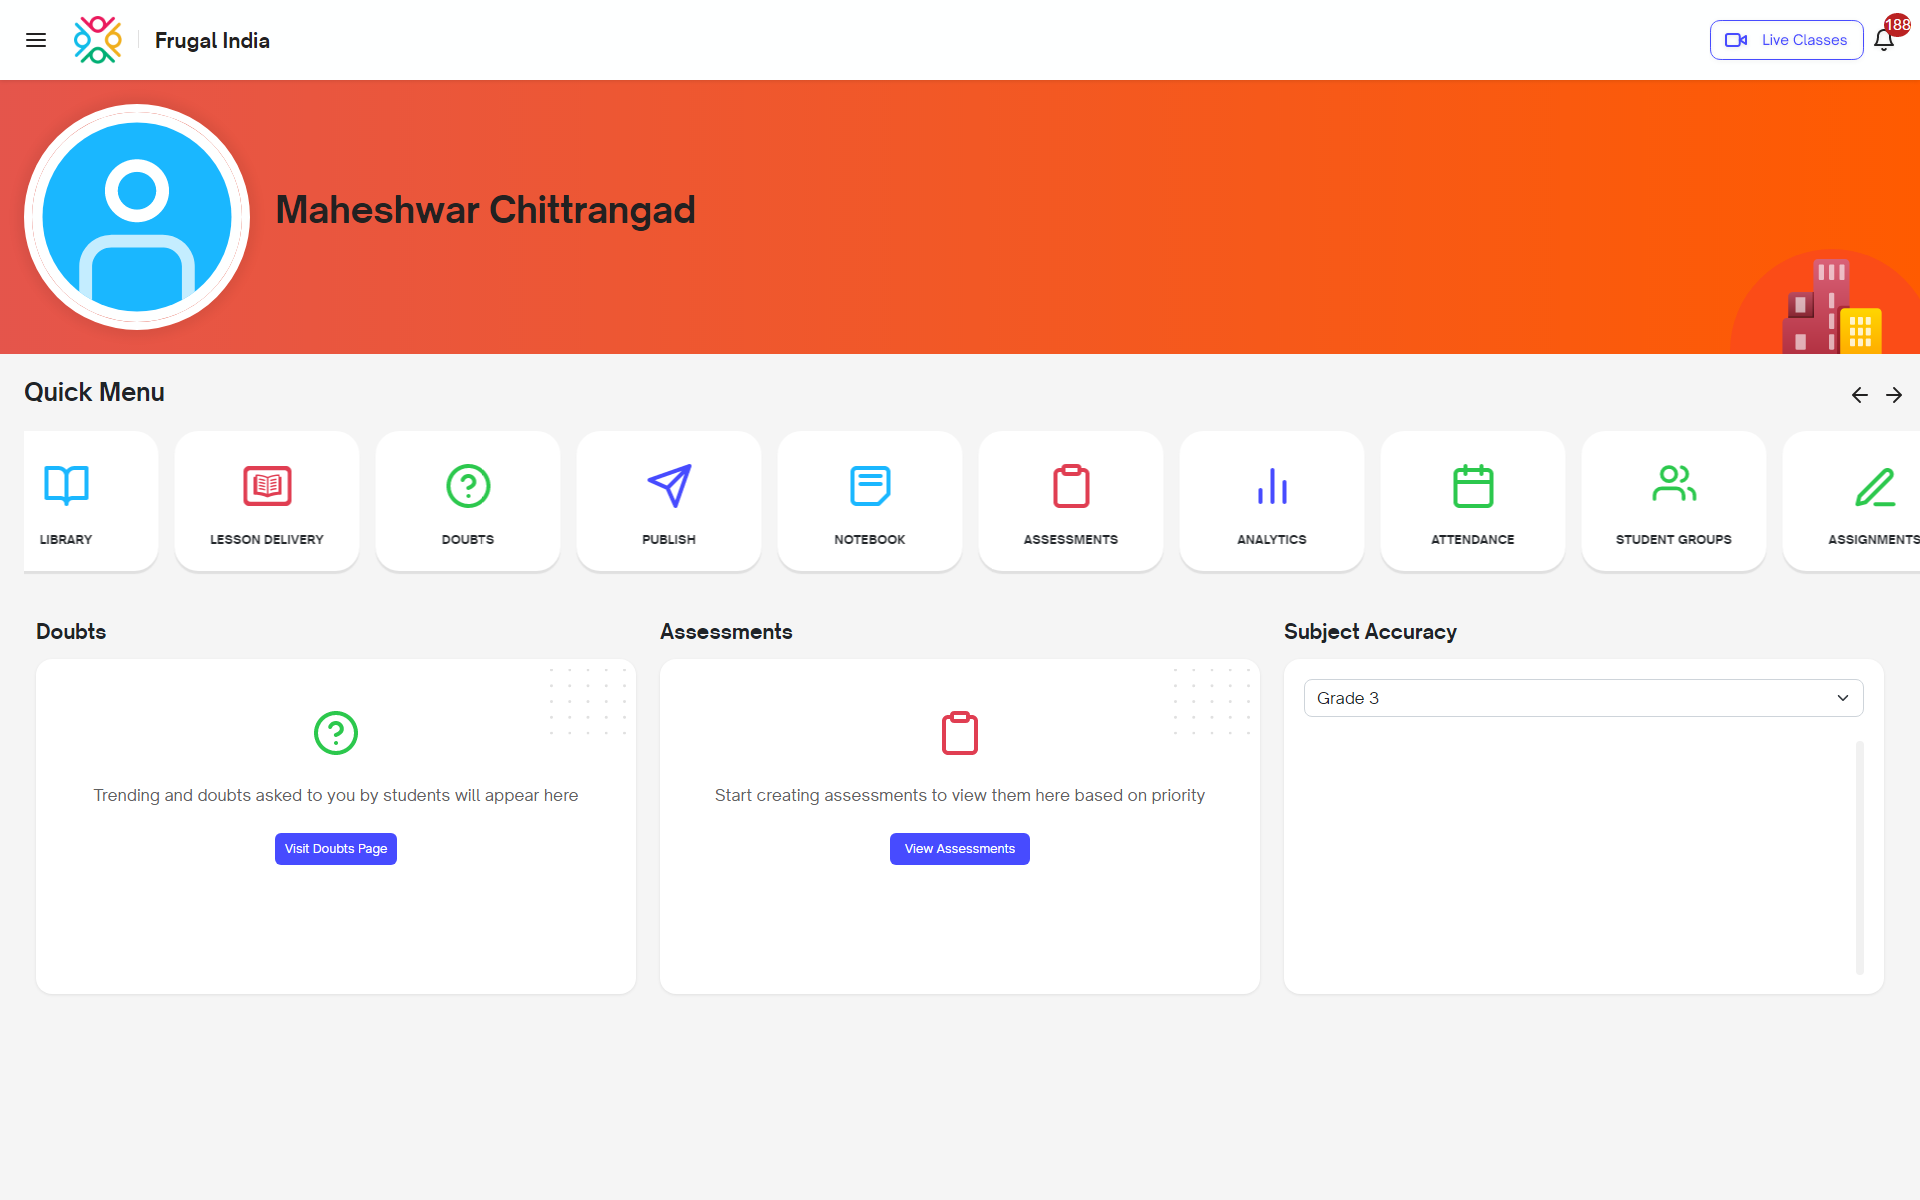 Frugal India
Live Classes
188
Maheshwar Chittrangad
Quick Menu
LIBRARY
LESSON DELIVERY
DOUBTS
PUBLISH
NOTEBOOK
ASSESSMENTS
ANALYTICS
ATTENDANCE
STUDENT GROUPS
ASSIGNMENTS
Doubts
Trending and doubts asked to you by students will appear here
Visit Doubts Page
Assessments
Start creating assessments to view them here based on priority
View Assessments
Subject Accuracy
Grade 3